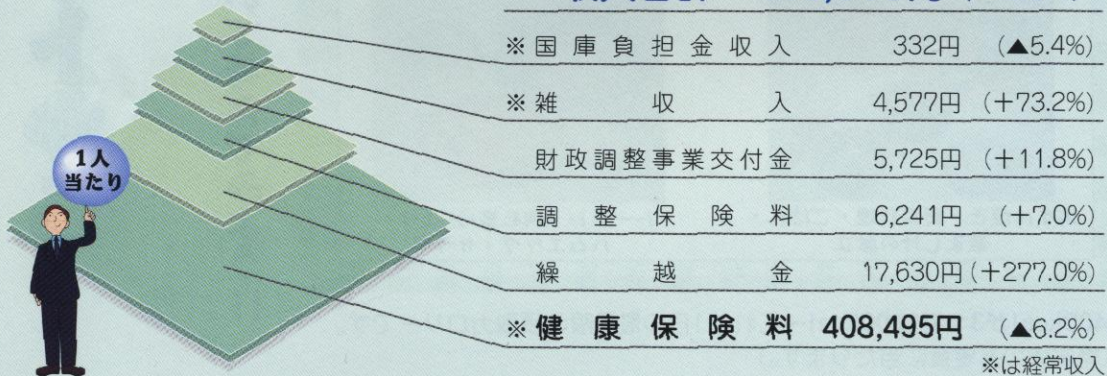 ※国庫負担金収入 332円 (▲5.4%)
※雑収入 4,577円 (+73.2%)
財政調整事業交付金 5,725円 (+11.8%)
調整保険料 6,241円 (+7.0%)
繰越金 17,630円 (+277.0%)
※健康保険料 408,495円 (▲6.2%)
※は経常収入
1人
当たり